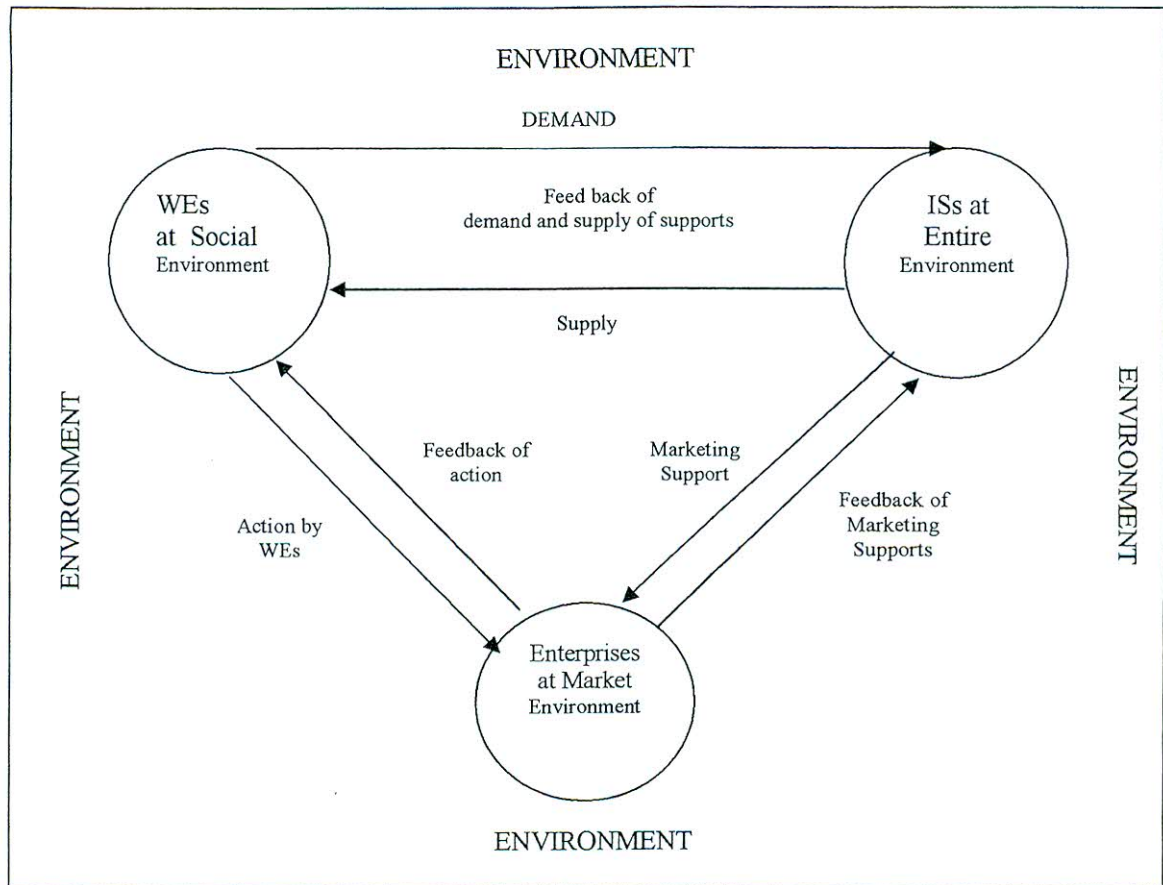 ENVIRONMENT
DEMAND
WEs
at Social
Environment
Feed back of
demand and supply of supports
ISs at
Entire
Environment
Supply
ENVIRONMENT
ENVIRONMENT
Feedback of
action
Marketing
Support
Action by
WEs
Feedback of
Marketing
Supports
Enterprises
at Market
Environment
ENVIRONMENT